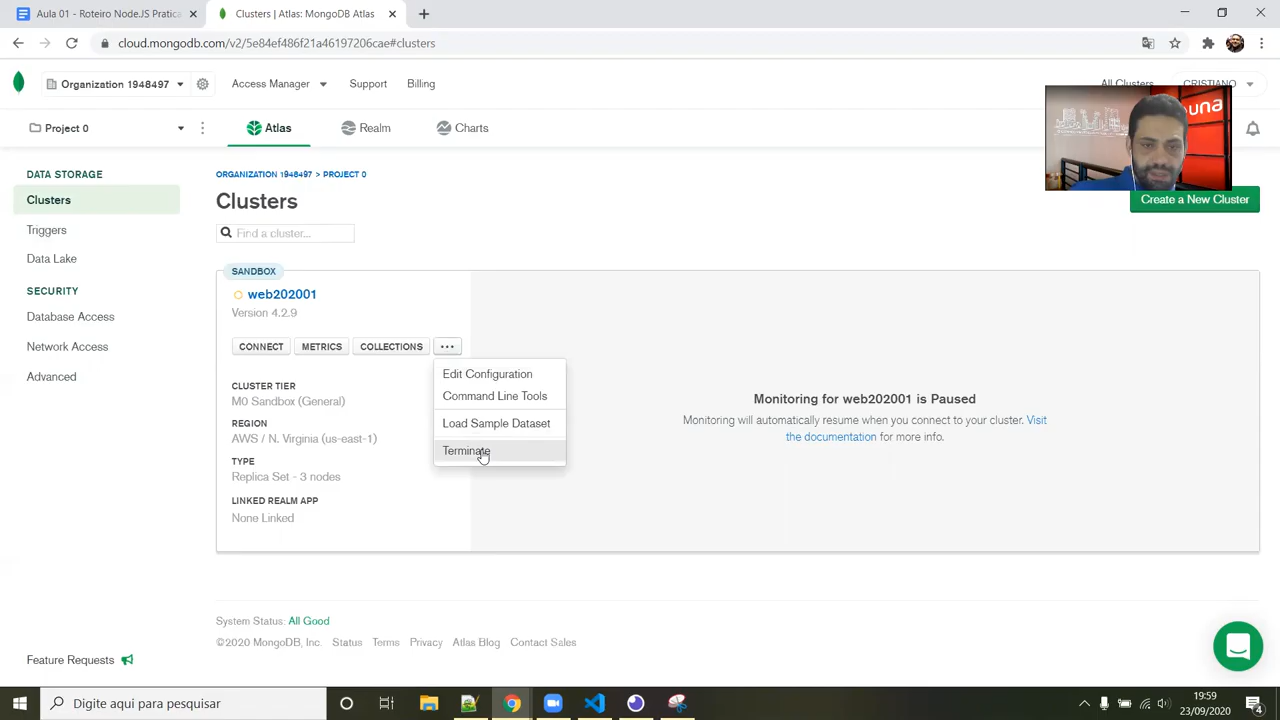 Aula 01 - Roteiro Node.JS Pratica
Clusters | Atlas: MongoDB Atlas
cloud.mongodb.com/v2/5e84ef486f21a46197206cae#clusters
Organization 1948497
Access Manager
Support
Billing
All Clusters
CRISTIANO
Project 0
Atlas
Realm
Charts
una
DATA STORAGE
Clusters
Triggers
Data Lake
SECURITY
Database Access
Network Access
Advanced
Feature Requests
ORGANIZATION 1948497 > PROJECT 0
Clusters
Create a New Cluster
Find a cluster...
SANDBOX
web202001
Version 4.2.9
CONNECT
METRICS
COLLECTIONS
Edit Configuration
Command Line Tools
Load Sample Dataset
Terminate
CLUSTER TIER
M0 Sandbox (General)
REGION
AWS / N. Virginia (us-east-1)
TYPE
Replica Set - 3 nodes
LINKED REALM APP
None Linked
Monitoring for web202001 is Paused
Monitoring will automatically resume when you connect to your cluster. Visit
the documentation for more info.
System Status: All Good
©2020 MongoDB, Inc. Status Terms Privacy Atlas Blog Contact Sales
Digite aqui para pesquisar
19:59
23/09/2020
4